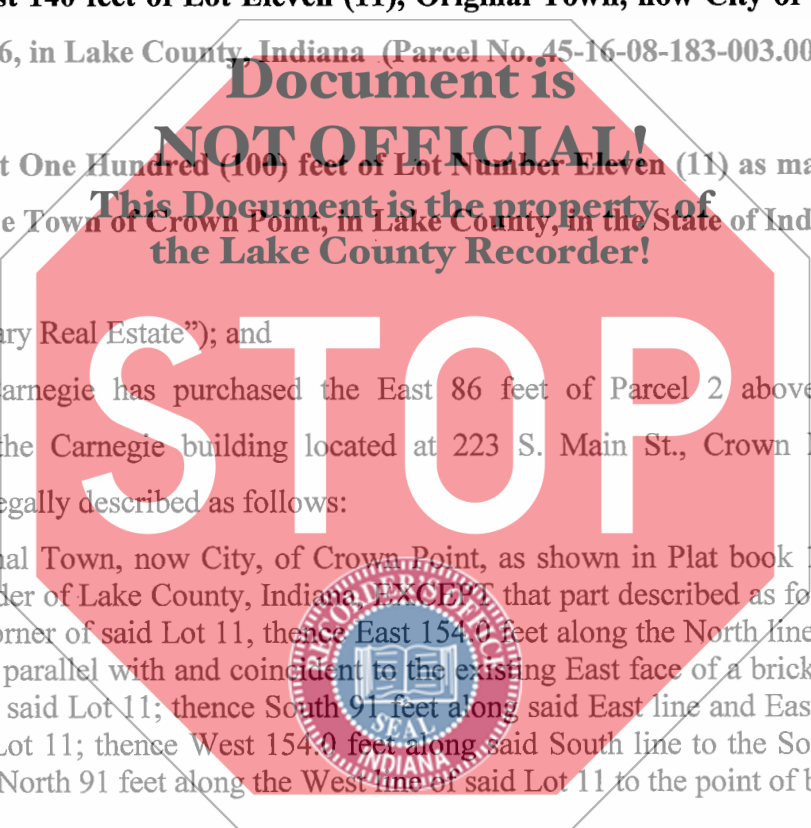 st 140 feet of Lot Eleven (11), Original Town, now City of
6, in Lake County, Indiana (Parcel No. 45-16-08-183-003.00
Document is
NOT OFFICIAL!
t One Hundred (100) feet of Lot Number Eleven (11) as ma
This Document is the property of
e Town of Crown Point, in Lake County, in the State of Ind
the Lake County Recorder!
ary Real Estate"); and
STOP
arnegie has purchased the East 86 feet of Parcel 2 above
the Carnegie building located at 223 S. Main St., Crown
egally described as follows:
nal Town, now City, of Crown Point, as shown in Plat book
der of Lake County, Indiana, EXCEPT that part described as fo
orner of said Lot 11, thence East 154.0 feet along the North line
parallel with and coincident to the existing East face of a brick
said Lot 11; thence South 91 feet along said East line and Eas
Lot 11; thence West 154.0 feet along said South line to the So
North 91 feet along the West line of said Lot 11 to the point of b
RECORDER'S OFFICE
SEAL
INDIANA